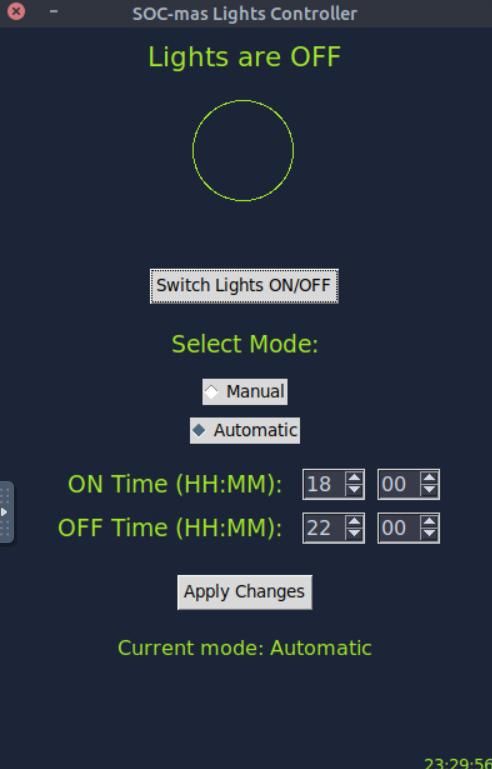 SOC-mas Lights Controller
Lights are OFF
Switch Lights ON/OFF
Select Mode:
Manual
Automatic
ON Time (HH:MM): 18 00
OFF Time (HH:MM): 22 00
Apply Changes
Current mode: Automatic
23:29:56